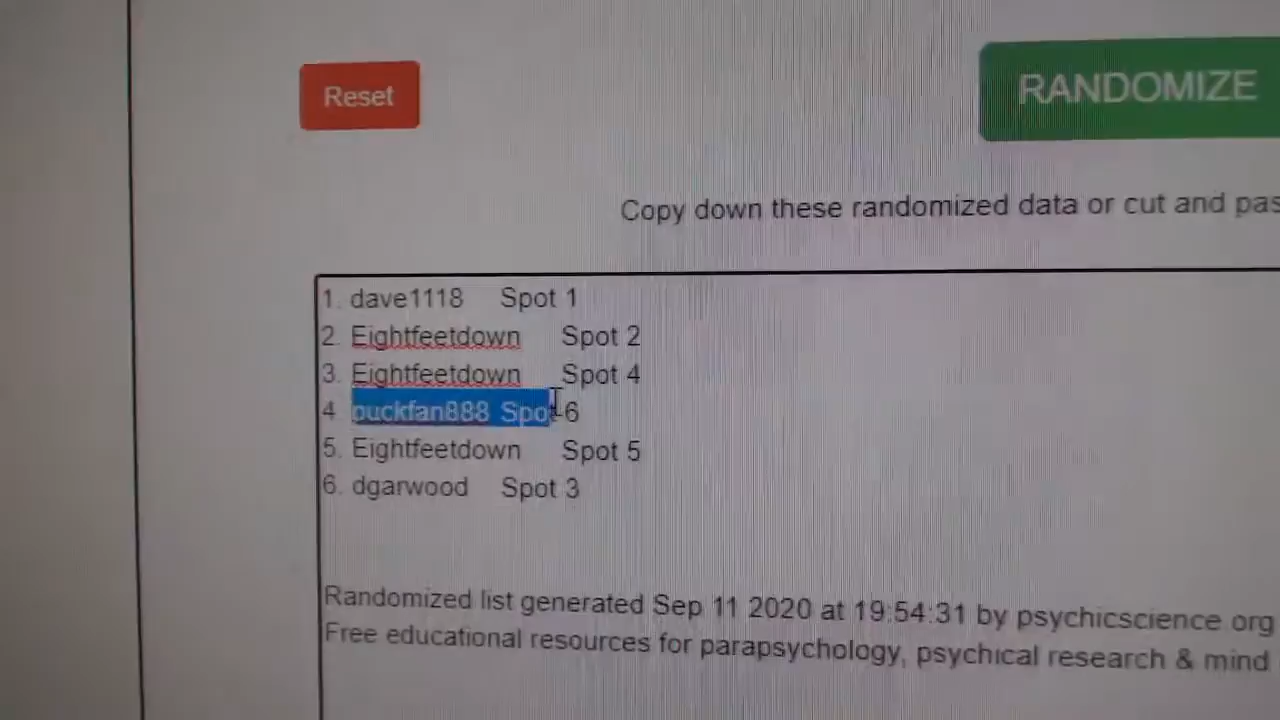 Reset
RANDOMIZE
Copy down these randomized data or cut and pas
1. dave1118 Spot 1
2. Eightfeetdown Spot 2
3. Eightfeetdown Spot 4
4 puckfan888 Spot 6
5. Eightfeetdown Spot 5
6. dgarwood Spot 3
Randomized list generated Sep 11 2020 at 19:54:31 by psychicscience org
Free educational resources for parapsychology, psychical research & mind